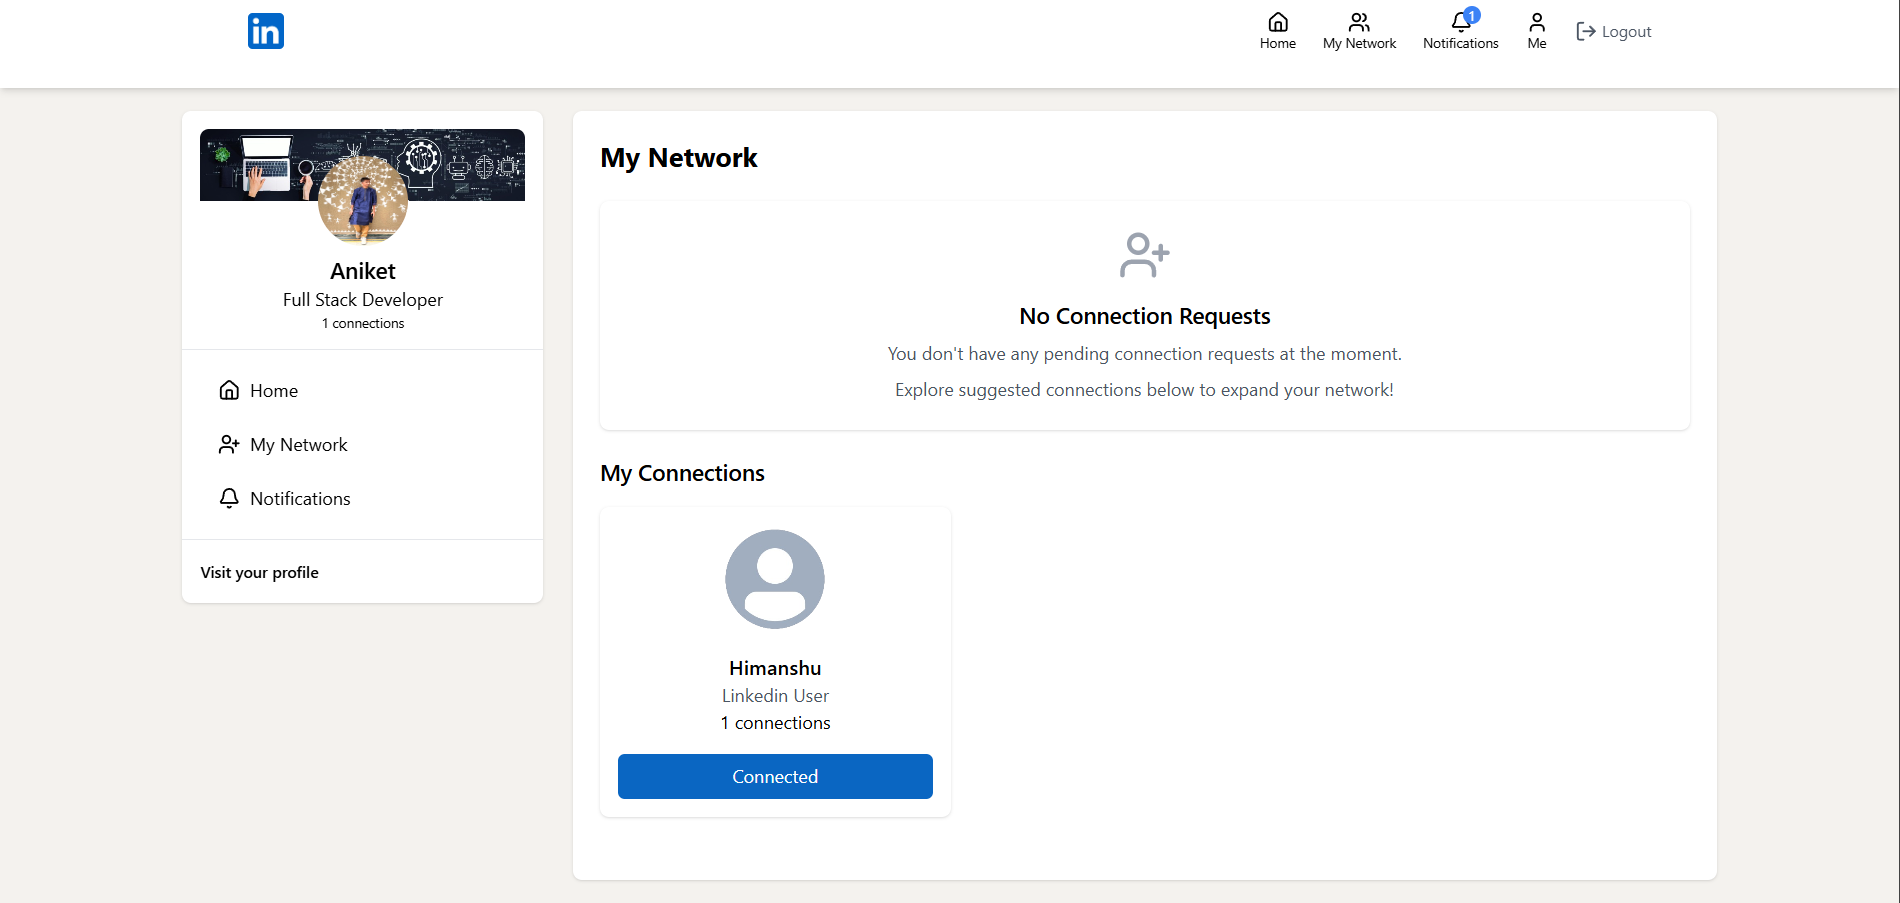 in
Home
My Network
1
Notifications
Me
Logout
Aniket
Full Stack Developer
1 connections
Home
My Network
Notifications
Visit your profile
My Network
No Connection Requests
You don't have any pending connection requests at the moment.
Explore suggested connections below to expand your network!
My Connections
Himanshu
Linkedin User
1 connections
Connected